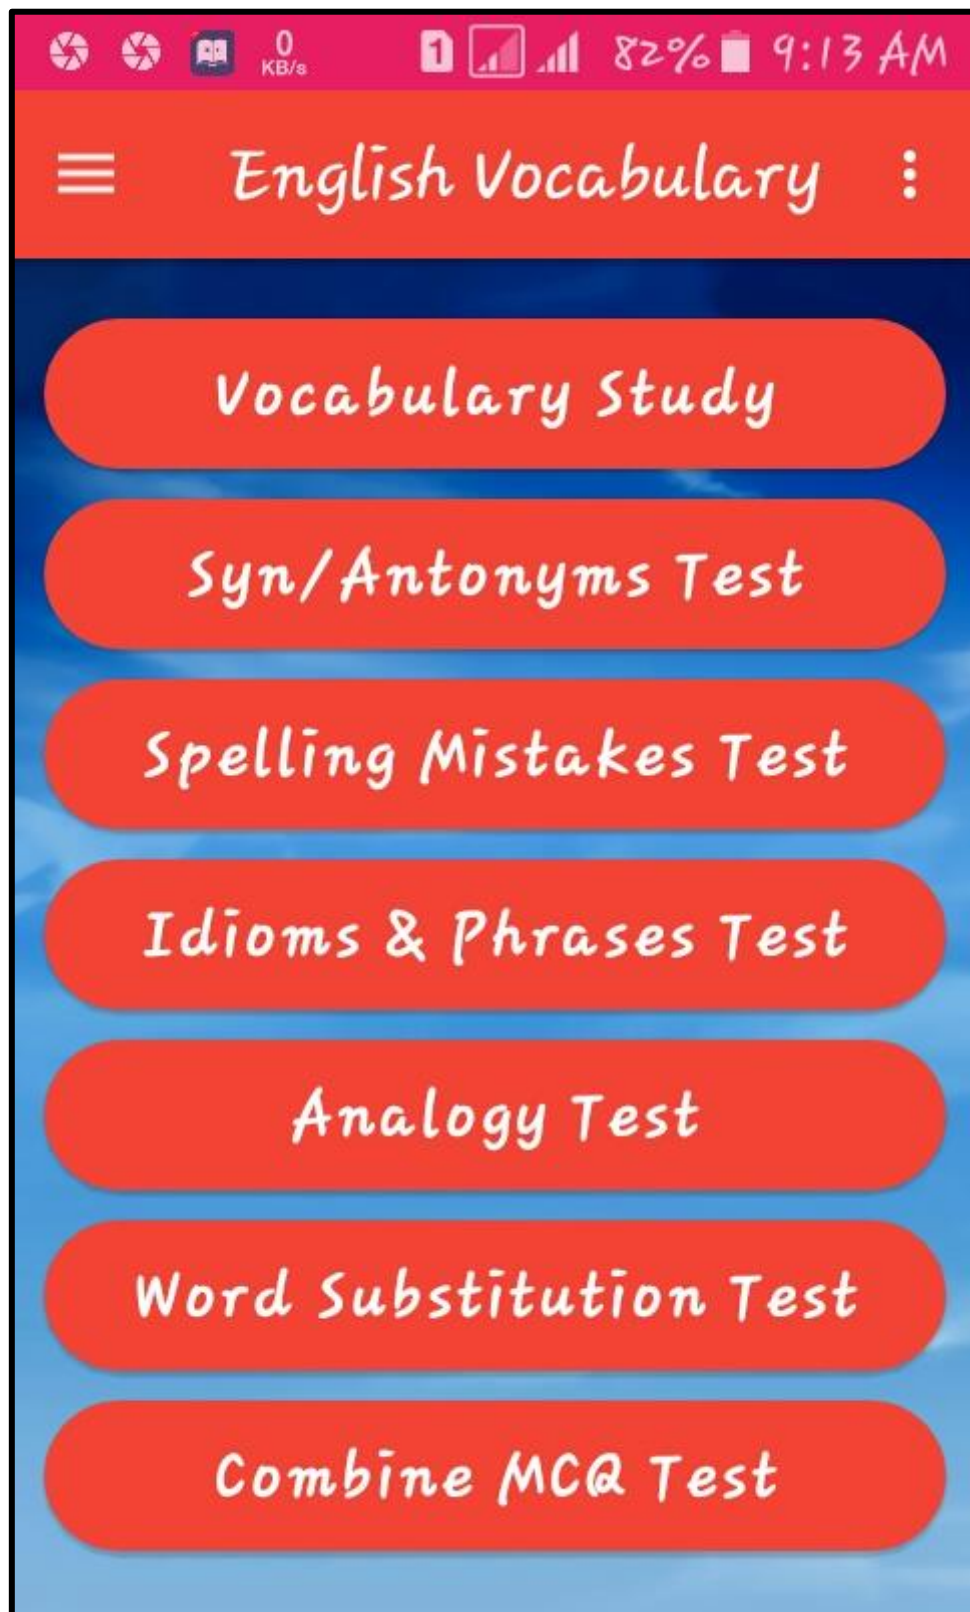 0
KB/s
1
82% 9:13 AM
English Vocabulary
Vocabulary Study
Syn/Antonyms Test
Spelling Mistakes Test
Idioms & Phrases Test
Analogy Test
Word Substitution Test
Combine MCQ Test